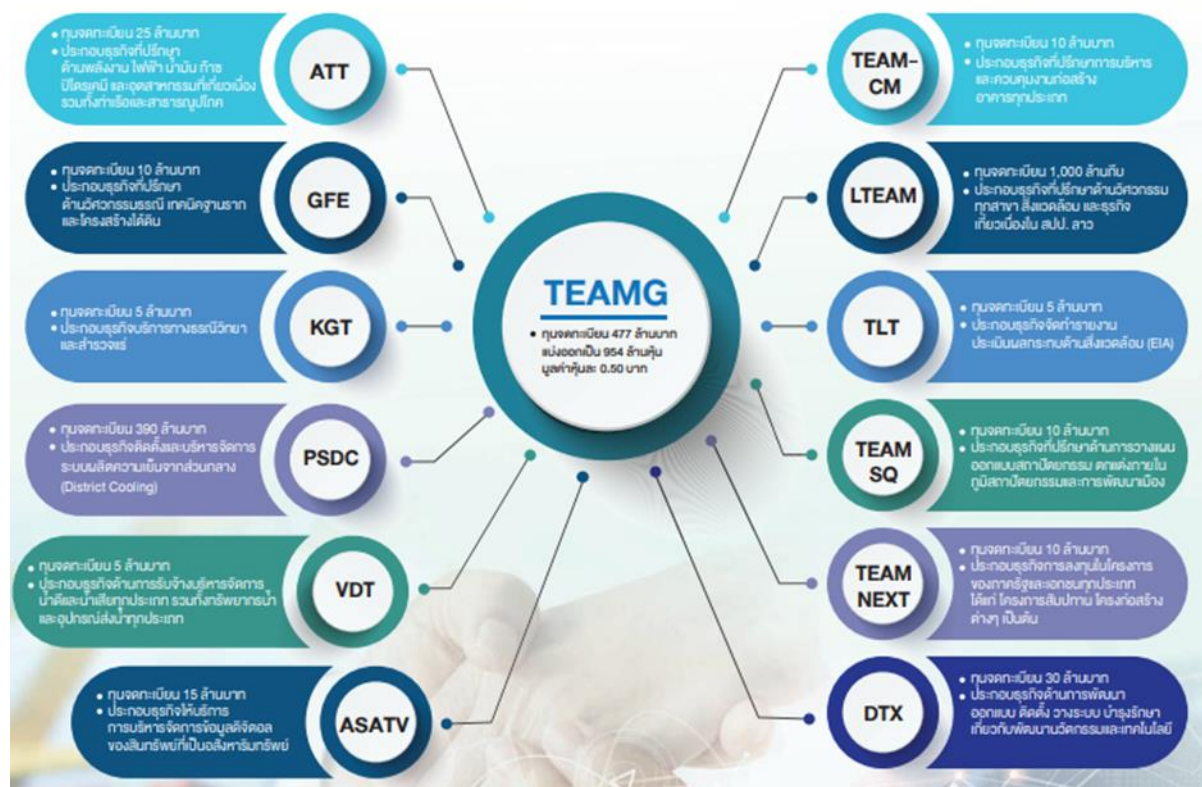 • ทุนจดทะเบียน 25 ล้านบาท
• ประกอบธุรกิจที่ปรึกษา
ด้านพลังงาน ไฟฟ้า น้ำมัน ก๊าซ
ปิโตรเคมี และอุตสาหกรรมที่เกี่ยวเนื่อง
รวมทั้งท่าเรือและสาธารณูปโภค
ATT
• ทุนจดทะเบียน 10 ล้านบาท
• ประกอบธุรกิจที่ปรึกษา
ด้านวิศวกรรมธรณี เทคนิคฐานราก
และโครงสร้างใต้ดิน
GFE
• ทุนจดทะเบียน 5 ล้านบาท
• ประกอบธุรกิจบริการทางธรณีวิทยา
และสำรวจแร่
KGT
• ทุนจดทะเบียน 390 ล้านบาท
• ประกอบธุรกิจติดตั้งและบริหารจัดการ
ระบบผลิตความเย็นจากส่วนกลาง
(District Cooling)
PSDC
• ทุนจดทะเบียน 5 ล้านบาท
• ประกอบธุรกิจด้านการรับจ้างบริหารจัดการ
น้ำดีและน้ำเสียทุกประเภท รวมทั้งทรัพยากรน้ำ
และอุปกรณ์ส่งน้ำทุกประเภท
VDT
• ทุนจดทะเบียน 15 ล้านบาท
• ประกอบธุรกิจให้บริการ
การบริหารจัดการข้อมูลดิจิตอล
ของสินทรัพย์ที่เป็นอสังหาริมทรัพย์
ASATV
TEAMG
• ทุนจดทะเบียน 477 ล้านบาท
แบ่งออกเป็น 954 ล้านหุ้น
มูลค่าหุ้นละ 0.50 บาท
TEAM-
CM
• ทุนจดทะเบียน 10 ล้านบาท
• ประกอบธุรกิจที่ปรึกษาการบริหาร
และควบคุมงานก่อสร้าง
อาคารทุกประเภท
LTEAM
• ทุนจดทะเบียน 1,000 ล้านกีบ
• ประกอบธุรกิจที่ปรึกษาด้านวิศวกรรม
ทุกสาขา สิ่งแวดล้อม และธุรกิจ
เกี่ยวเนื่องใน สปป. ลาว
TLT
• ทุนจดทะเบียน 5 ล้านบาท
• ประกอบธุรกิจจัดทำรายงาน
ประเมินผลกระทบด้านสิ่งแวดล้อม (EIA)
TEAM
SQ
• ทุนจดทะเบียน 10 ล้านบาท
• ประกอบธุรกิจที่ปรึกษาด้านการวางแผน
ออกแบบสถาปัตยกรรม ตกแต่งภายใน
ภูมิสถาปัตยกรรมและการพัฒนาเมือง
TEAM
NEXT
• ทุนจดทะเบียน 10 ล้านบาท
• ประกอบธุรกิจการลงทุนในโครงการ
ของภาครัฐและเอกชนทุกประเภท
ได้แก่ โครงการสัมปทาน โครงก่อสร้าง
ต่างๆ เป็นต้น
DTX
• ทุนจดทะเบียน 30 ล้านบาท
• ประกอบธุรกิจด้านการพัฒนา
ออกแบบ ติดตั้ง วางระบบ บำรุงรักษา
เกี่ยวกับพัฒนานวัตกรรมและเทคโนโลยี